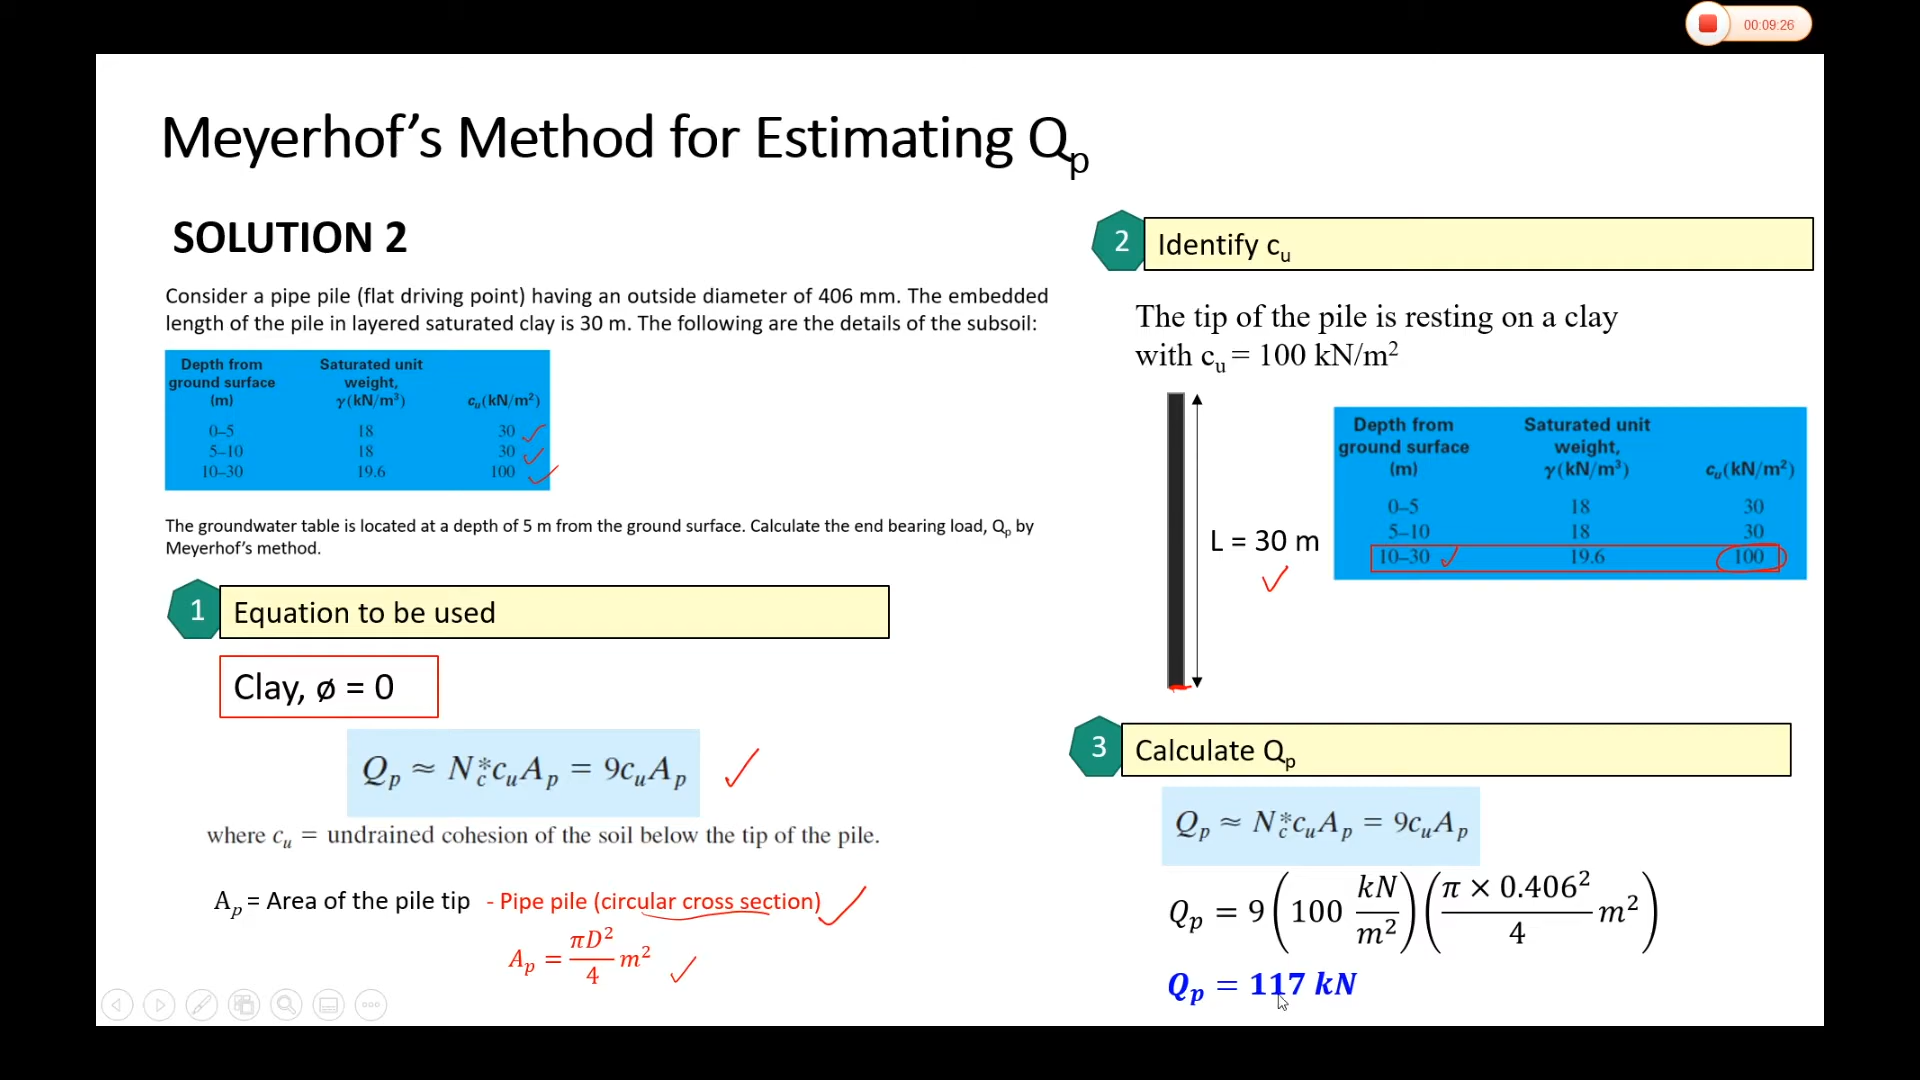 00:09:26
Meyerhof’s Method for Estimating Qp
SOLUTION 2
Consider a pipe pile (flat driving point) having an outside diameter of 406 mm. The embedded
length of the pile in layered saturated clay is 30 m. The following are the details of the subsoil:
Depth from ground surface (m) Saturated unit weight, γ(kN/m³) cu(kN/m²)
0–5 18 30
5–10 18 30
10–30 19.6 100
The groundwater table is located at a depth of 5 m from the ground surface. Calculate the end bearing load, Qp by
Meyerhof’s method.
1 Equation to be used
Clay, ø = 0
Qp ≈ N*c cu Ap = 9cu Ap
where cu = undrained cohesion of the soil below the tip of the pile.
Ap = Area of the pile tip - Pipe pile (circular cross section)
Ap = πD²/4 m²
2 Identify cu
The tip of the pile is resting on a clay
with cu = 100 kN/m²
L = 30 m
Depth from ground surface (m) Saturated unit weight, γ(kN/m³) cu(kN/m²)
0–5 18 30
5–10 18 30
10–30 19.6 100
3 Calculate Qp
Qp ≈ N*c cu Ap = 9cu Ap
Qp = 9 (100 kN/m²) (π × 0.406²/4 m²)
Qp = 117 kN